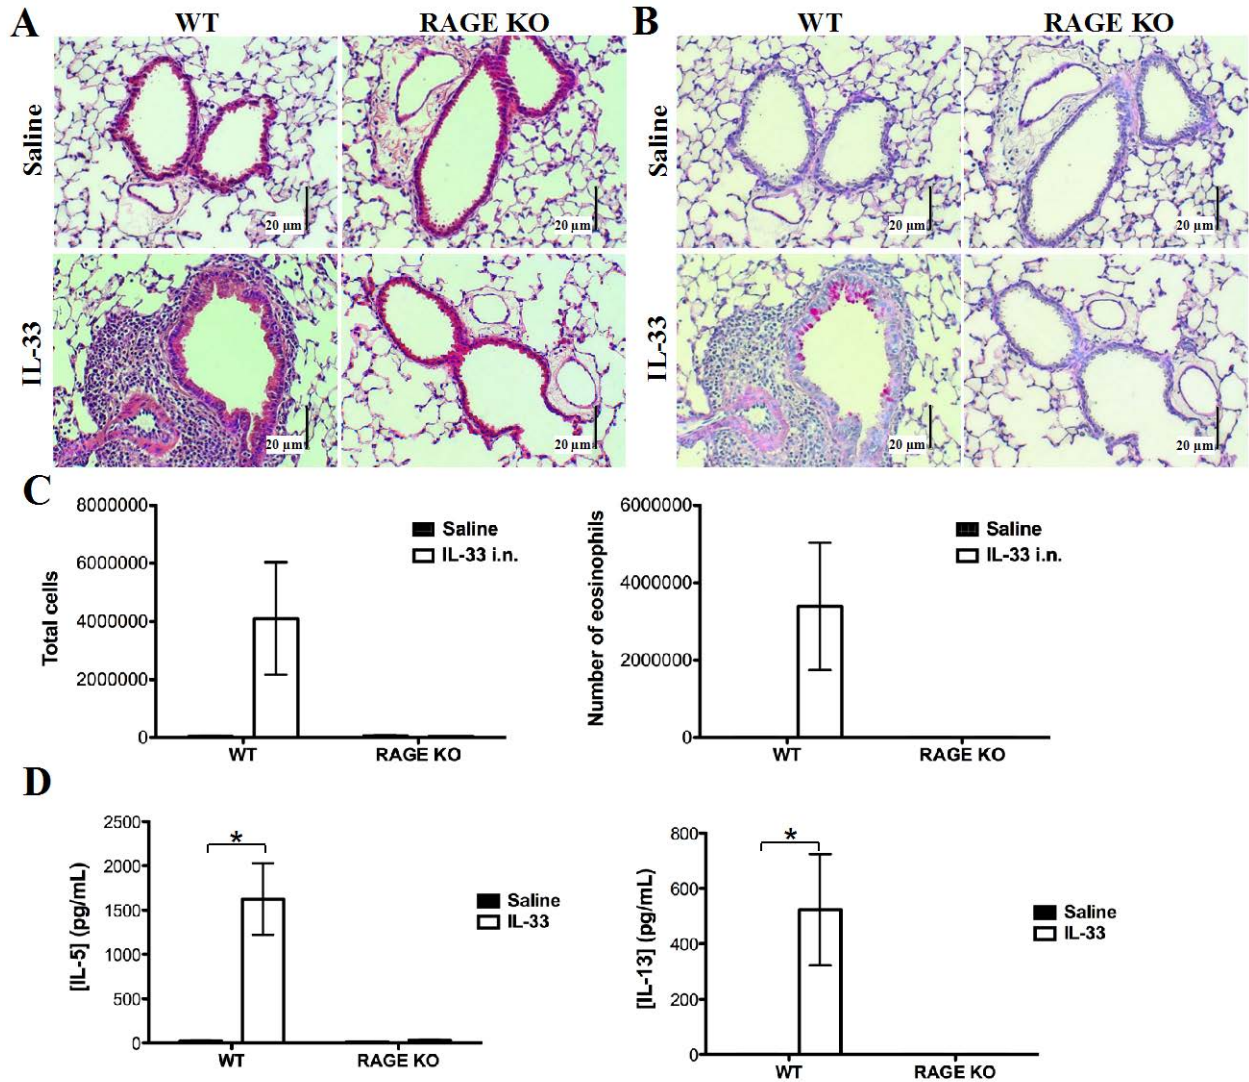 A
WT
RAGE KO
B
WT
RAGE KO
Saline
20 µm
20 µm
Saline
20 µm
20 µm
IL-33
20 µm
20 µm
IL-33
20 µm
20 µm
C
Total cells
8000000
6000000
4000000
2000000
0
WT
RAGE KO
Saline
IL-33 i.n.
Number of eosinophils
6000000
4000000
2000000
0
WT
RAGE KO
Saline
IL-33 i.n.
D
[IL-5] (pg/mL)
2500
2000
1500
1000
500
0
*
WT
RAGE KO
Saline
IL-33
[IL-13] (pg/mL)
800
600
400
200
0
*
WT
RAGE KO
Saline
IL-33